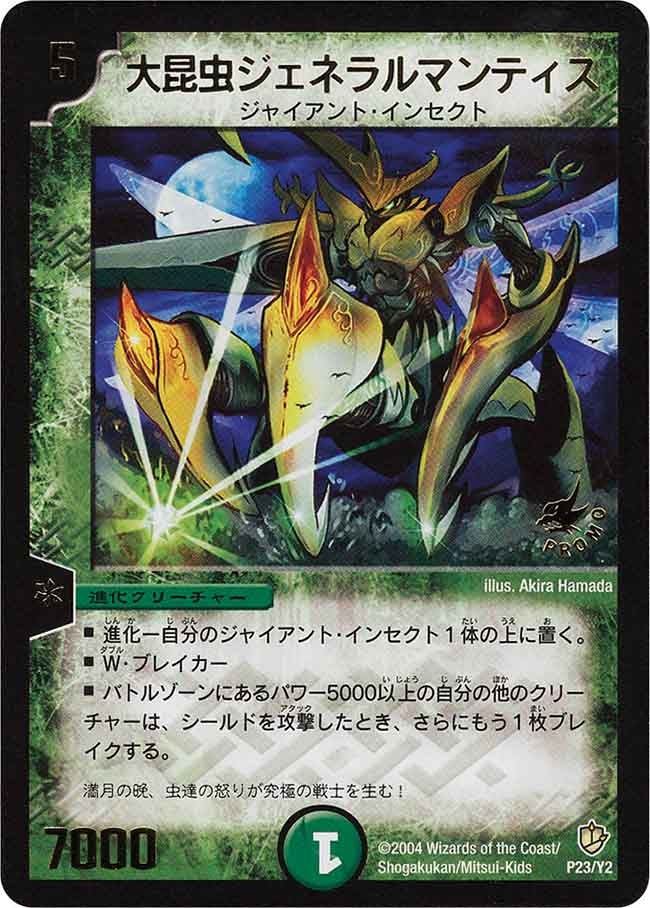 5
大昆虫ジェネラルマンティス
ジャイアント・インセクト
PROMO
illus. Akira Hamada
進化クリーチャー
■ 進化ー自分のジャイアント・インセクト1体の上に置く。
■ W・ブレイカー
■ バトルゾーンにあるパワー5000以上の自分の他のクリー
チャーは、シールドを攻撃したとき、さらにもう1枚ブレ
イクする。
満月の晩、虫達の怒りが究極の戦士を生む！
7000
1
©2004 Wizards of the Coast/
Shogakukan/Mitsui-Kids
P23/Y2